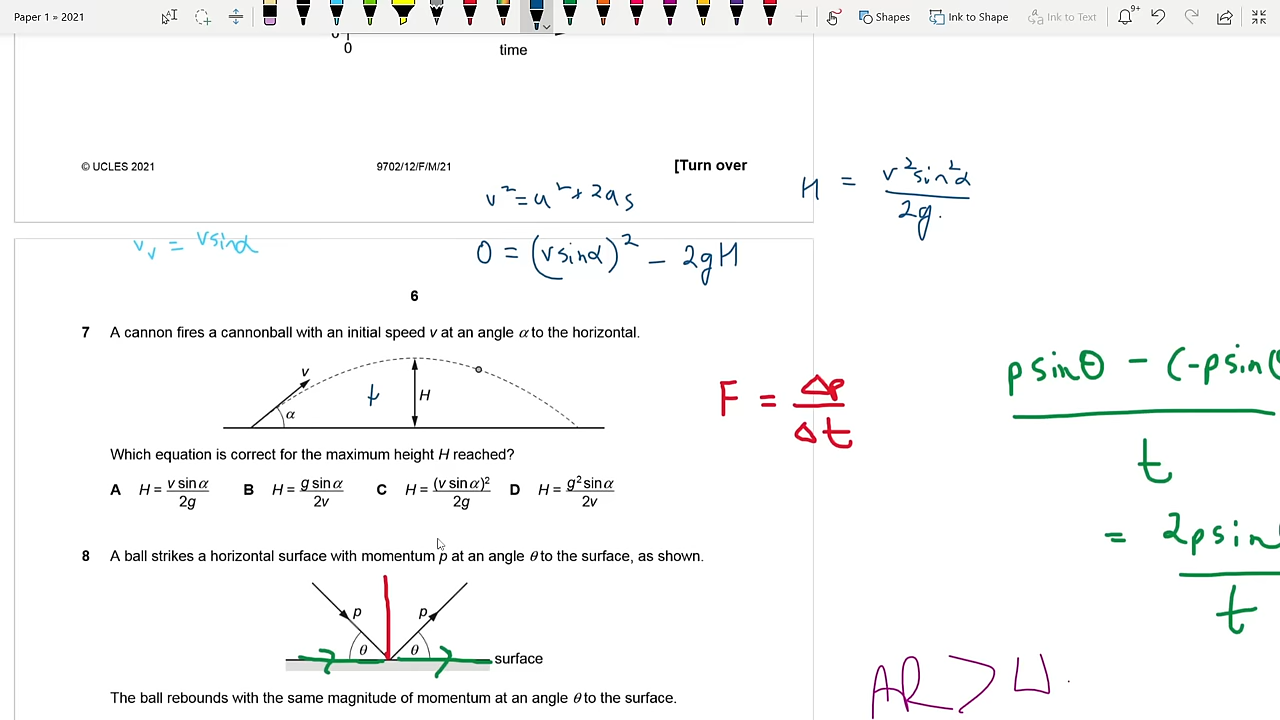 Paper 1 » 2021
Shapes
Ink to Shape
Ink to Text
9+
0
0
time
© UCLES 2021
9702/12/F/M/21
[Turn over
v² = u² + 2as
H = v²sin²α / 2g.
v_v = vsinα
0 = (vsinα)² − 2gH
6
7 A cannon fires a cannonball with an initial speed v at an angle α to the horizontal.
v
α
H
Which equation is correct for the maximum height H reached?
A H = v sin α / 2g B H = g sin α / 2v C H = (v sin α)² / 2g D H = g² sin α / 2v
F = Δp / Δt
psinθ − (-psinθ
t
= 2psin
t
8 A ball strikes a horizontal surface with momentum p at an angle θ to the surface, as shown.
p
p
θ
θ
surface
The ball rebounds with the same magnitude of momentum at an angle θ to the surface.